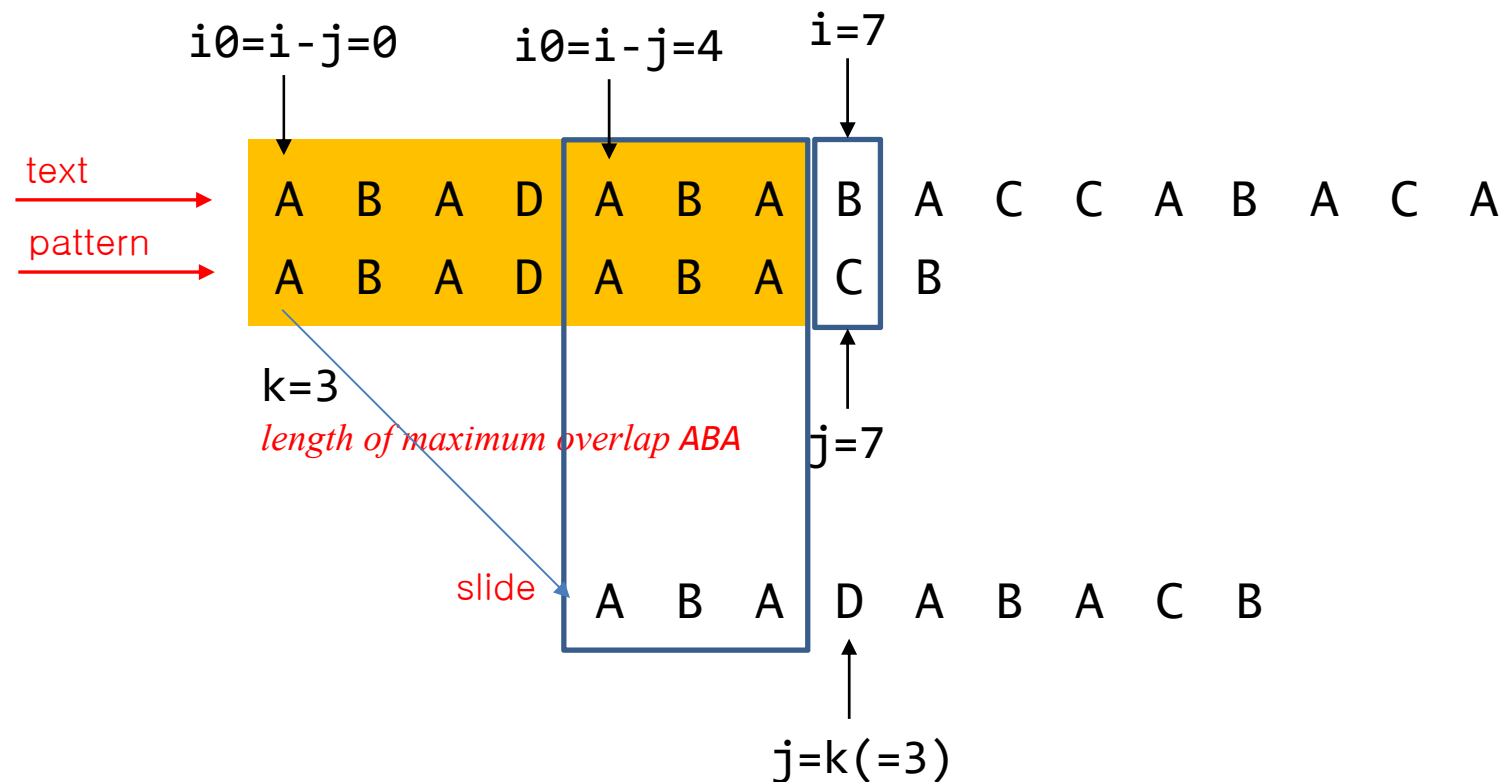 i0=i-j=0 i0=i-j=4 i=7
text
A B A D A B A B A C C A B A C A
pattern
A B A D A B A C B
k=3
length of maximum overlap ABA
j=7
slide
A B A D A B A C B
j=k(=3)